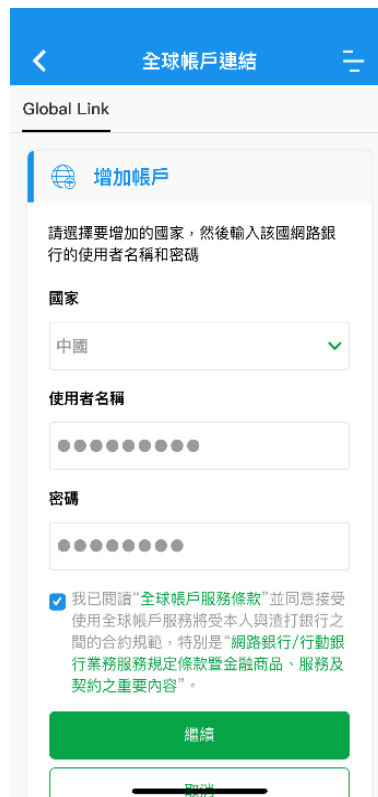 全球帳戶連結
Global Link
增加帳戶
請選擇要增加的國家，然後輸入該國網路銀
行的使用者名稱和密碼
國家
中國
使用者名稱
●●●●●●●●●
密碼
●●●●●●●●
我已閱讀“全球帳戶服務條款”並同意接受
使用全球帳戶服務將受本人與渣打銀行之
間的合約規範，特別是“網路銀行/行動銀
行業務服務規定條款暨金融商品、服務及
契約之重要內容”。
繼續
取消